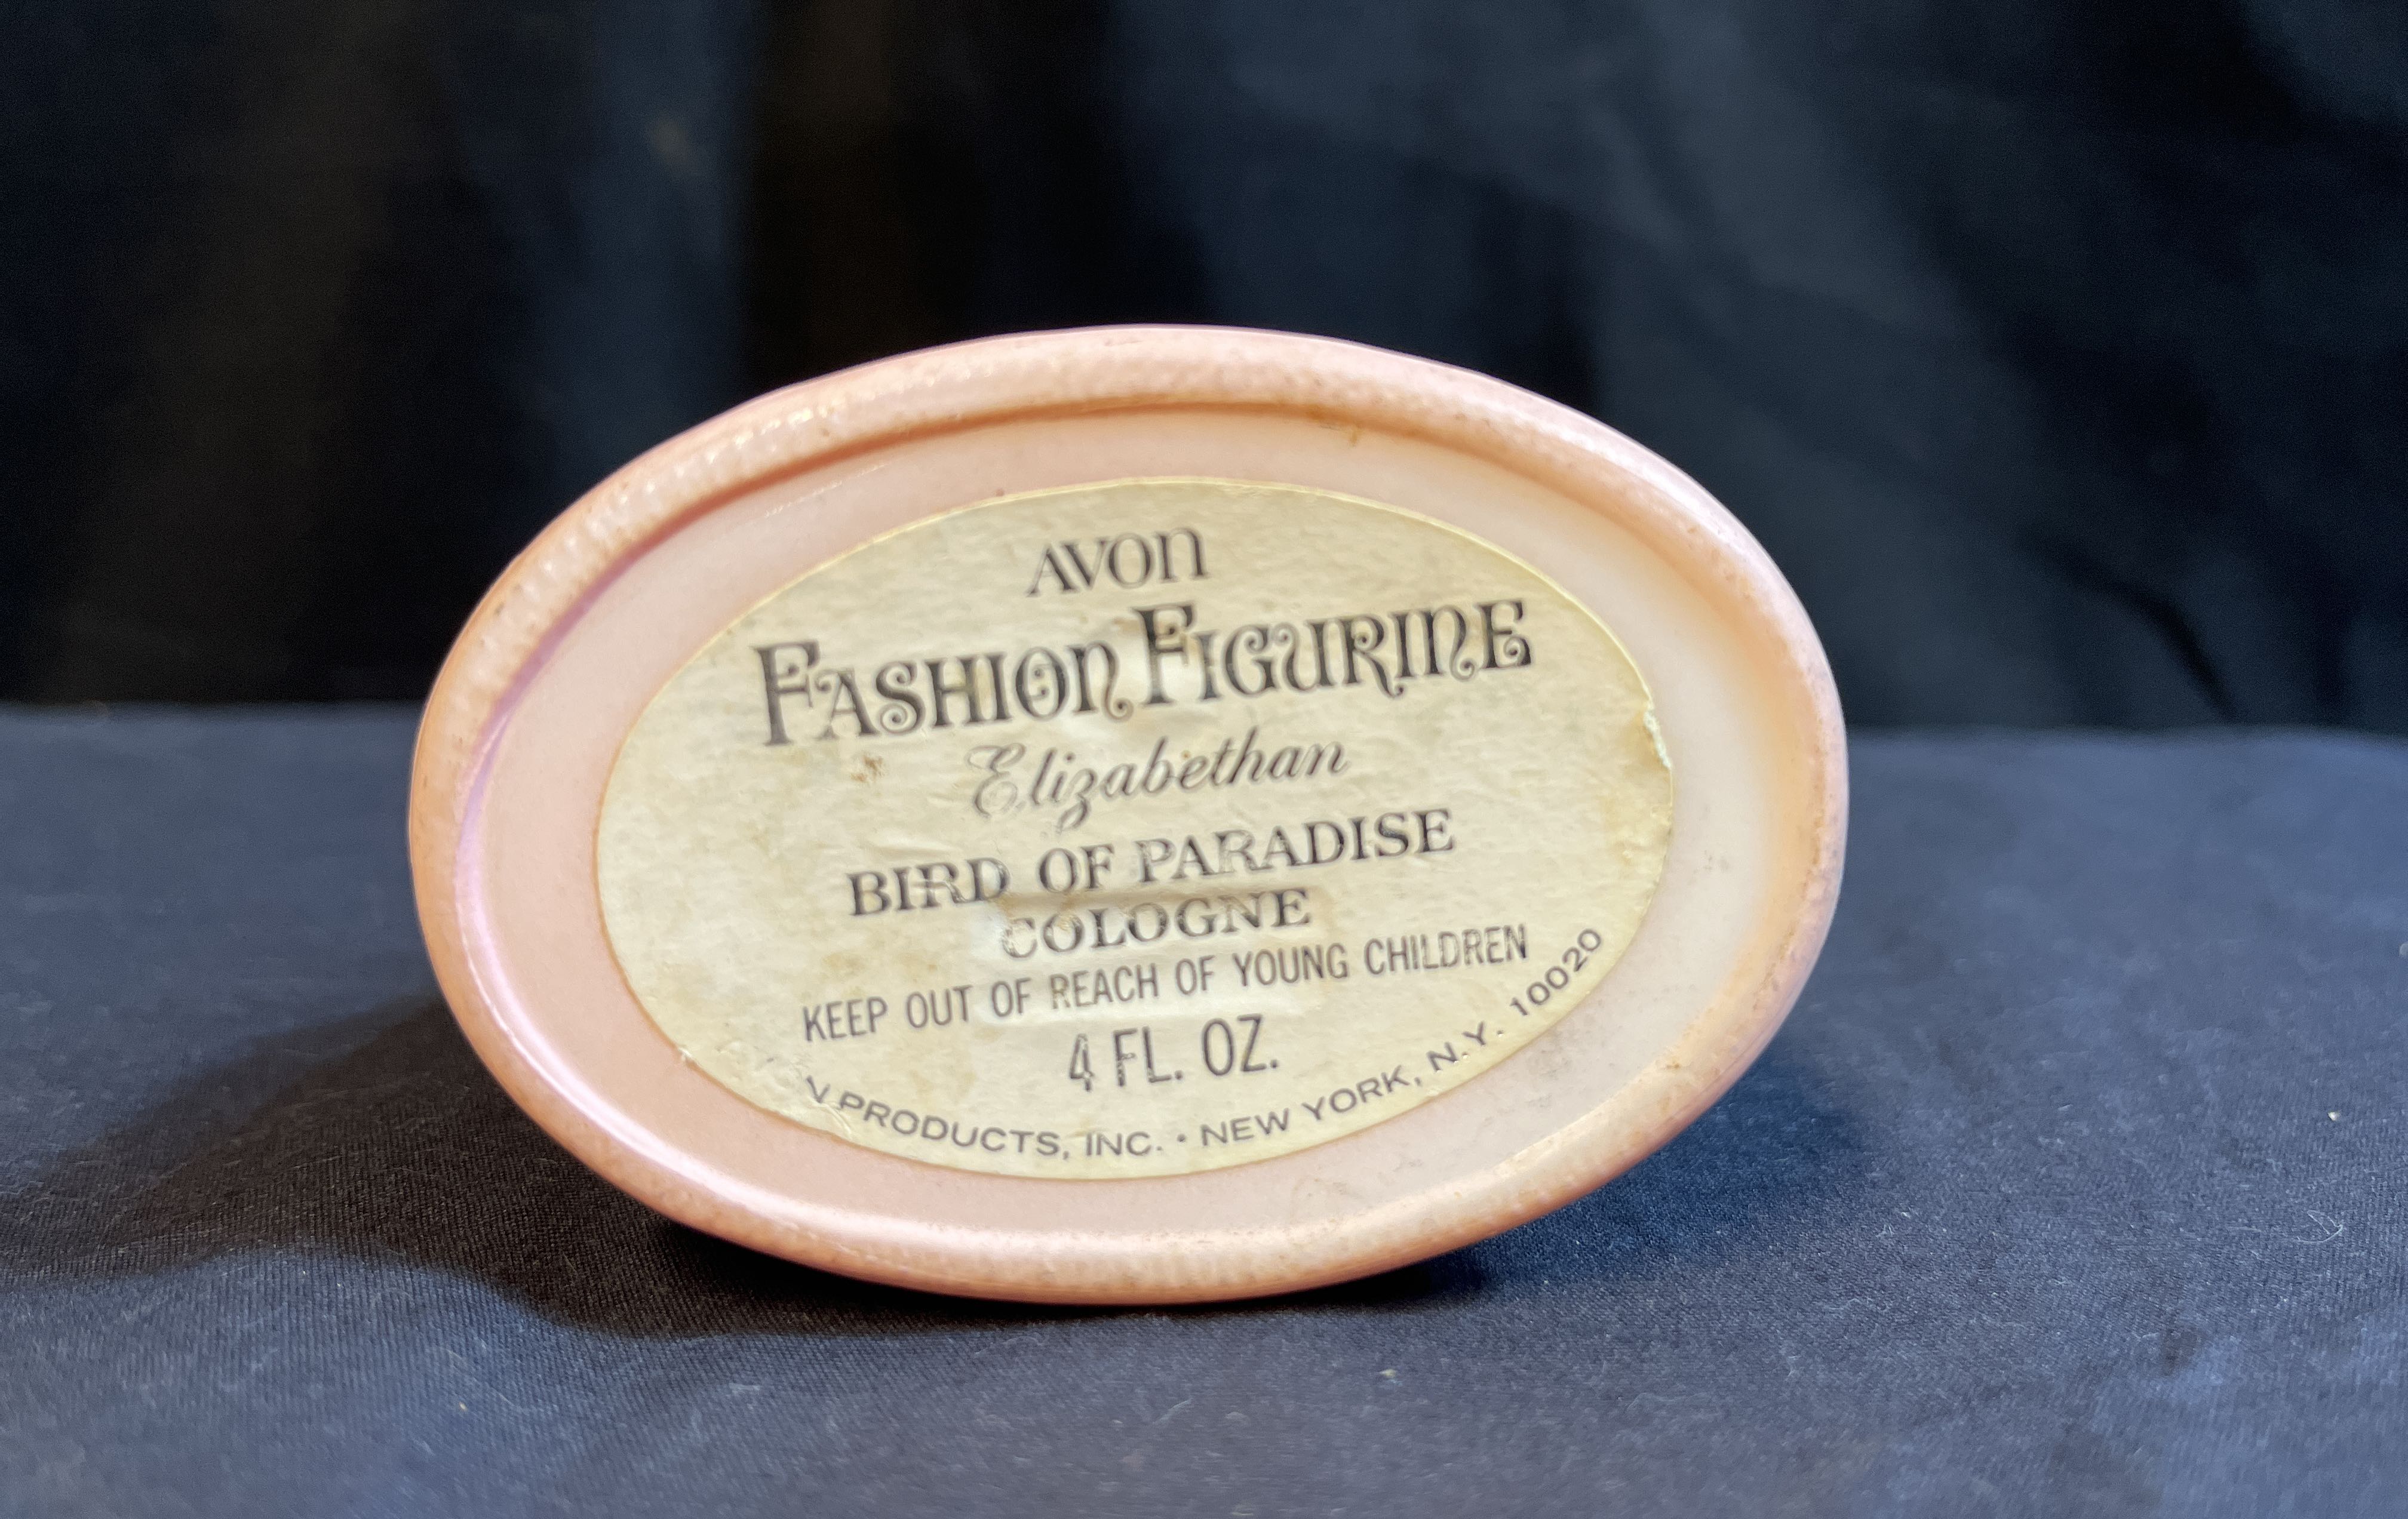 AVON
FASHION FIGURINE
Elizabethan
BIRD OF PARADISE
COLOGNE
KEEP OUT OF REACH OF YOUNG CHILDREN
4 FL. OZ.
PRODUCTS, INC. • NEW YORK, N.Y. 10020